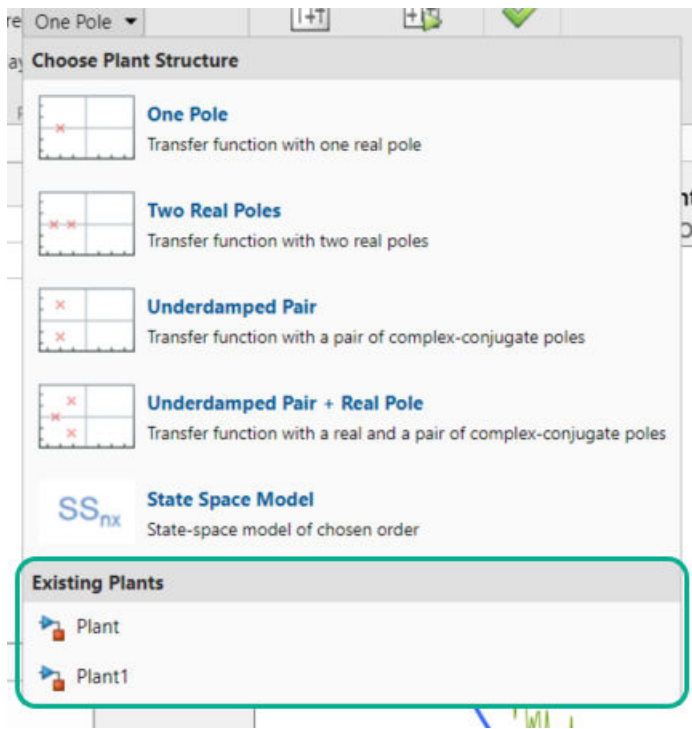 re One Pole
ay
Choose Plant Structure
One Pole
Transfer function with one real pole
Two Real Poles
Transfer function with two real poles
Underdamped Pair
Transfer function with a pair of complex-conjugate poles
Underdamped Pair + Real Pole
Transfer function with a real and a pair of complex-conjugate poles
SSnx
State Space Model
State-space model of chosen order
Existing Plants
Plant
Plant1